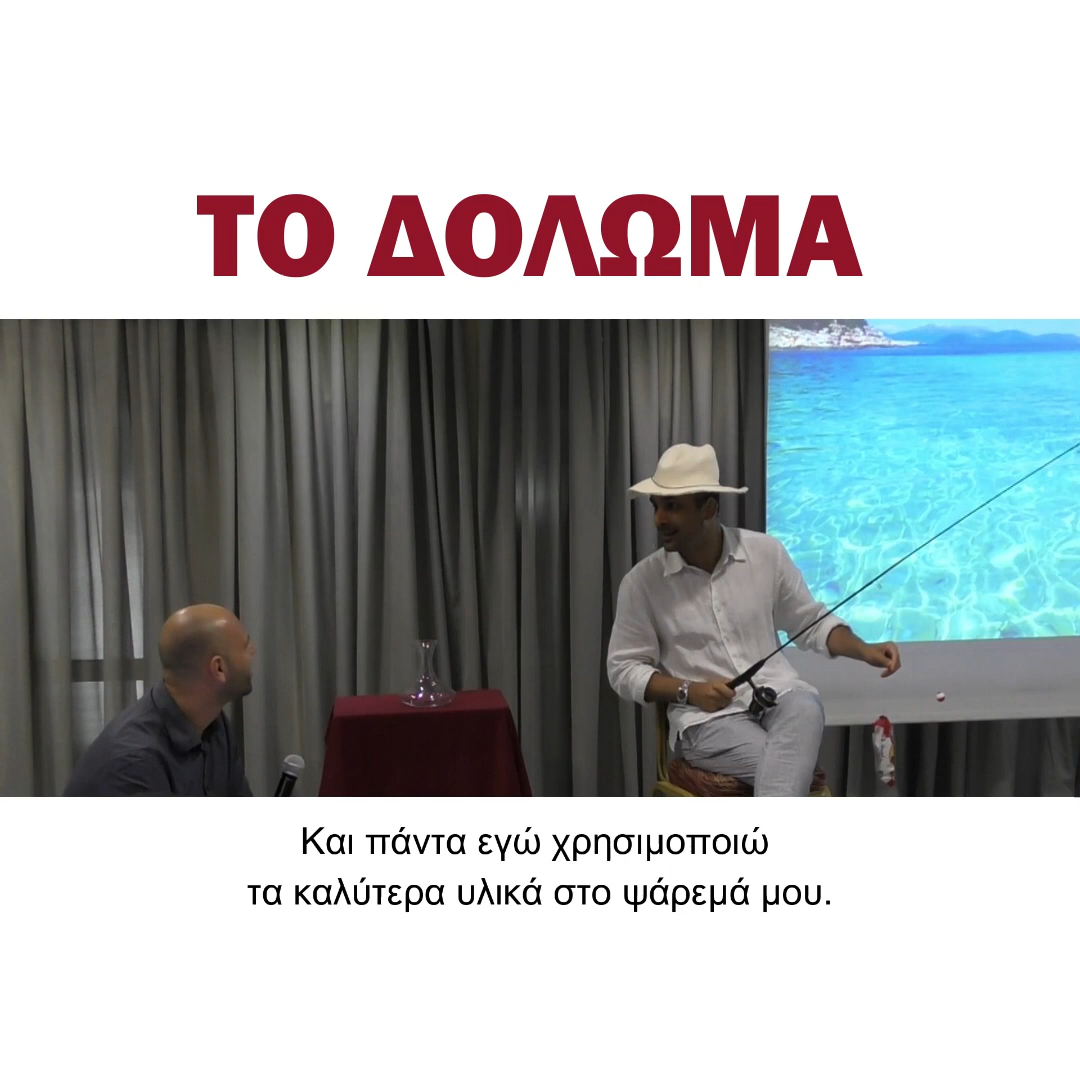 ΤΟ ΔΟΛΩΜΑ
Και πάντα εγώ χρησιμοποιώ
τα καλύτερα υλικά στο ψάρεμά μου.